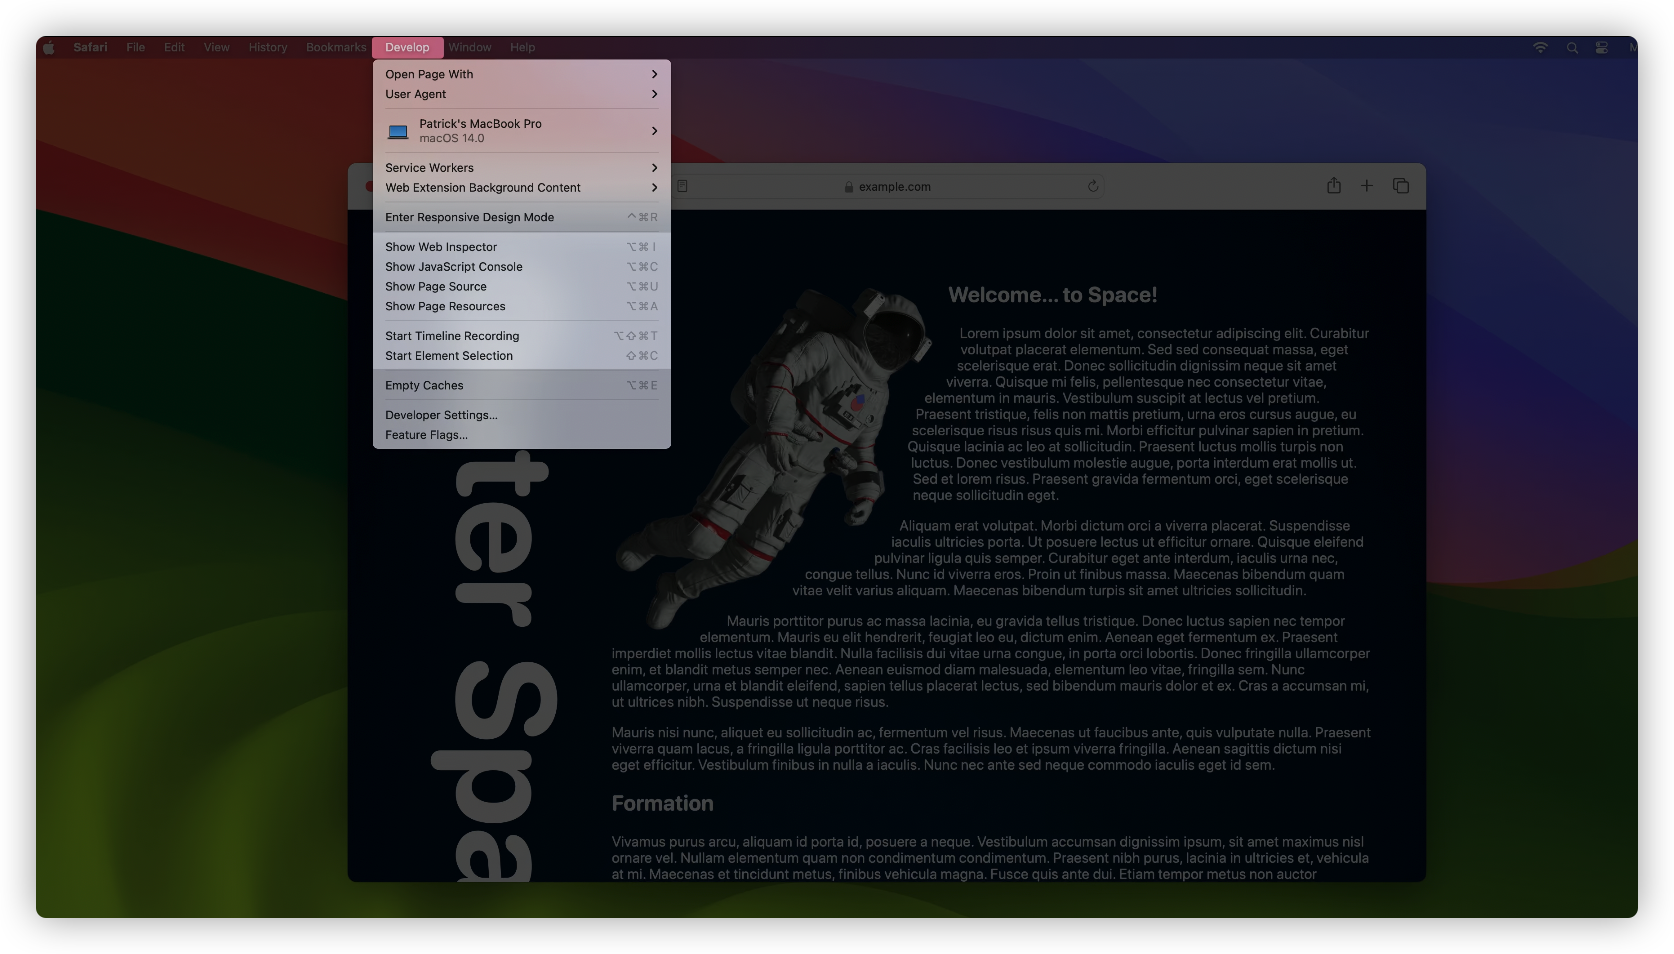 Safari File Edit View History Bookmarks Develop Window Help
Open Page With
User Agent
Patrick's MacBook Pro
macOS 14.0
Service Workers
Web Extension Background Content
Enter Responsive Design Mode ^⌘R
Show Web Inspector ⌥⌘I
Show JavaScript Console ⌥⌘C
Show Page Source ⌥⌘U
Show Page Resources ⌥⌘A
Start Timeline Recording ⌥⇧⌘T
Start Element Selection ⇧⌘C
Empty Caches ⌥⌘E
Developer Settings...
Feature Flags...
example.com
ter Spa
Welcome... to Space!
Lorem ipsum dolor sit amet, consectetur adipiscing elit. Curabitur
volutpat placerat elementum. Sed sed consequat massa, eget
scelerisque erat. Donec sollicitudin dignissim neque sit amet
viverra. Quisque mi felis, pellentesque nec consectetur vitae,
elementum in mauris. Vestibulum suscipit at lectus vel pretium.
Praesent tristique, felis non mattis pretium, urna eros cursus augue, eu
scelerisque risus risus quis mi. Morbi efficitur pulvinar sapien in pretium.
Quisque lacinia ac leo at sollicitudin. Praesent luctus mollis turpis non
luctus. Donec vestibulum molestie augue, porta interdum erat mollis ut.
Sed et lorem risus. Praesent gravida fermentum orci, eget scelerisque
neque sollicitudin eget.
Aliquam erat volutpat. Morbi dictum orci a viverra placerat. Suspendisse
iaculis ultricies porta. Ut posuere lectus ut efficitur ornare. Quisque eleifend
pulvinar ligula quis semper. Curabitur eget ante interdum, iaculis urna nec,
congue tellus. Nunc id viverra eros. Proin ut finibus massa. Maecenas bibendum quam
vitae velit varius aliquam. Maecenas bibendum turpis sit amet ultricies sollicitudin.
Mauris porttitor purus ac massa lacinia, eu gravida tellus tristique. Donec luctus sapien nec tempor
elementum. Mauris eu elit hendrerit, feugiat leo eu, dictum enim. Aenean eget fermentum ex. Praesent
imperdiet mollis lectus vitae blandit. Nulla facilisis dui vitae urna congue, in porta orci lobortis. Donec fringilla ullamcorper
enim, et blandit metus semper nec. Aenean euismod diam malesuada, elementum leo vitae, fringilla sem. Nunc
ullamcorper, urna et blandit eleifend, sapien tellus placerat lectus, sed bibendum mauris dolor et ex. Cras a accumsan mi,
ut ultrices nibh. Suspendisse ut neque risus.
Mauris nisi nunc, aliquet eu sollicitudin ac, fermentum vel risus. Maecenas ut faucibus ante, quis vulputate nulla. Praesent
viverra quam lacus, a fringilla ligula porttitor ac. Cras facilisis leo et ipsum viverra fringilla. Aenean sagittis dictum nisi
eget efficitur. Vestibulum finibus in nulla a iaculis. Nunc nec ante sed neque commodo iaculis eget id sem.
Formation
Vivamus purus arcu, aliquam id porta id, posuere a neque. Vestibulum accumsan dignissim ipsum, sit amet maximus nisl
ornare vel. Nullam elementum quam non condimentum condimentum. Praesent nibh purus, lacinia in ultricies et, vehicula
at mi. Maecenas et tincidunt metus, finibus vehicula magna. Fusce quis ante dui. Etiam tempor metus non auctor